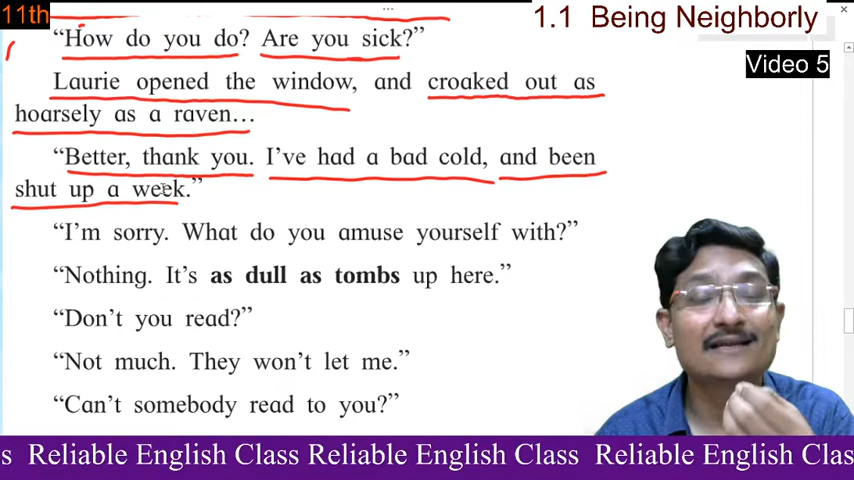 11th
1.1 Being Neighborly
Video 5
“How do you do? Are you sick?”
Laurie opened the window, and croaked out as
hoarsely as a raven...
“Better, thank you. I’ve had a bad cold, and been
shut up a week.”
“I’m sorry. What do you amuse yourself with?”
“Nothing. It’s as dull as tombs up here.”
“Don’t you read?”
“Not much. They won’t let me.”
“Can’t somebody read to you?”
s Reliable English Class Reliable English Class Reliable English Clas